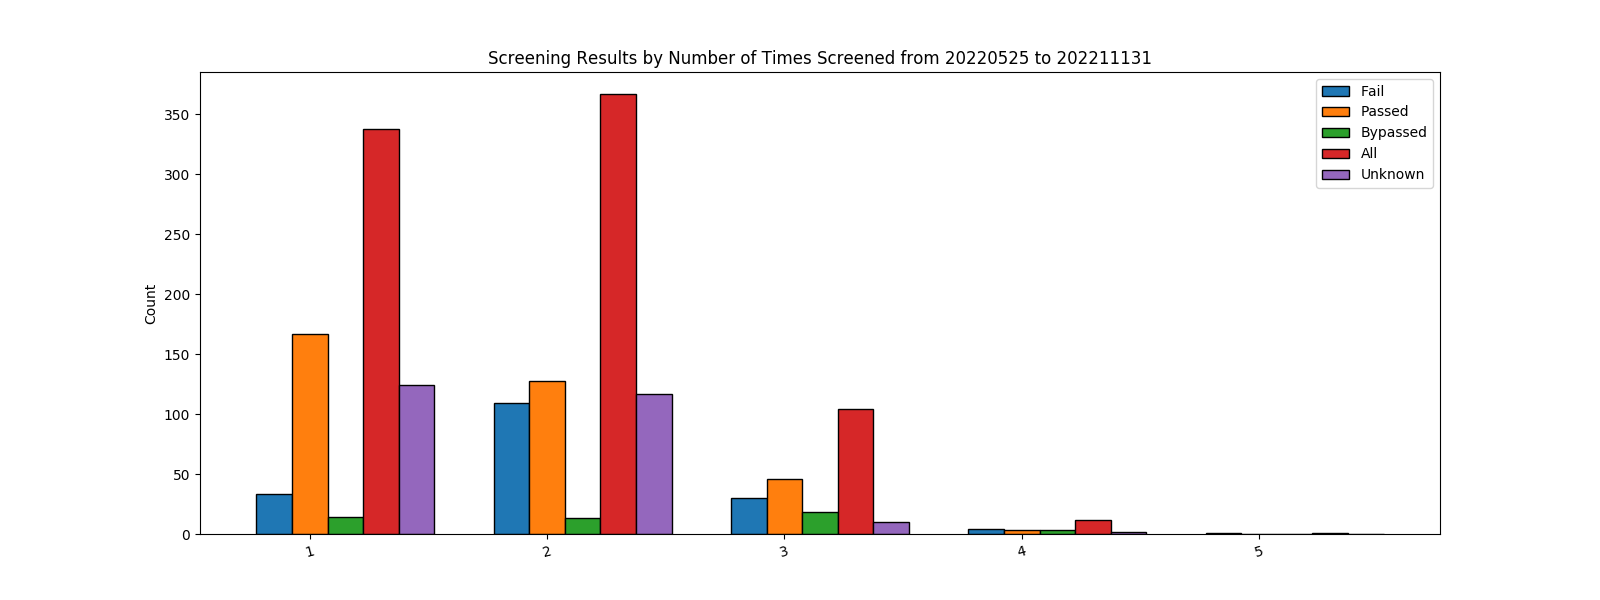 Screening Results by Number of Times Screened from 20220525 to 202211131
Fail
Passed
Bypassed
All
Unknown
350
300
250
200
150
100
50
0
Count
1
2
3
4
5